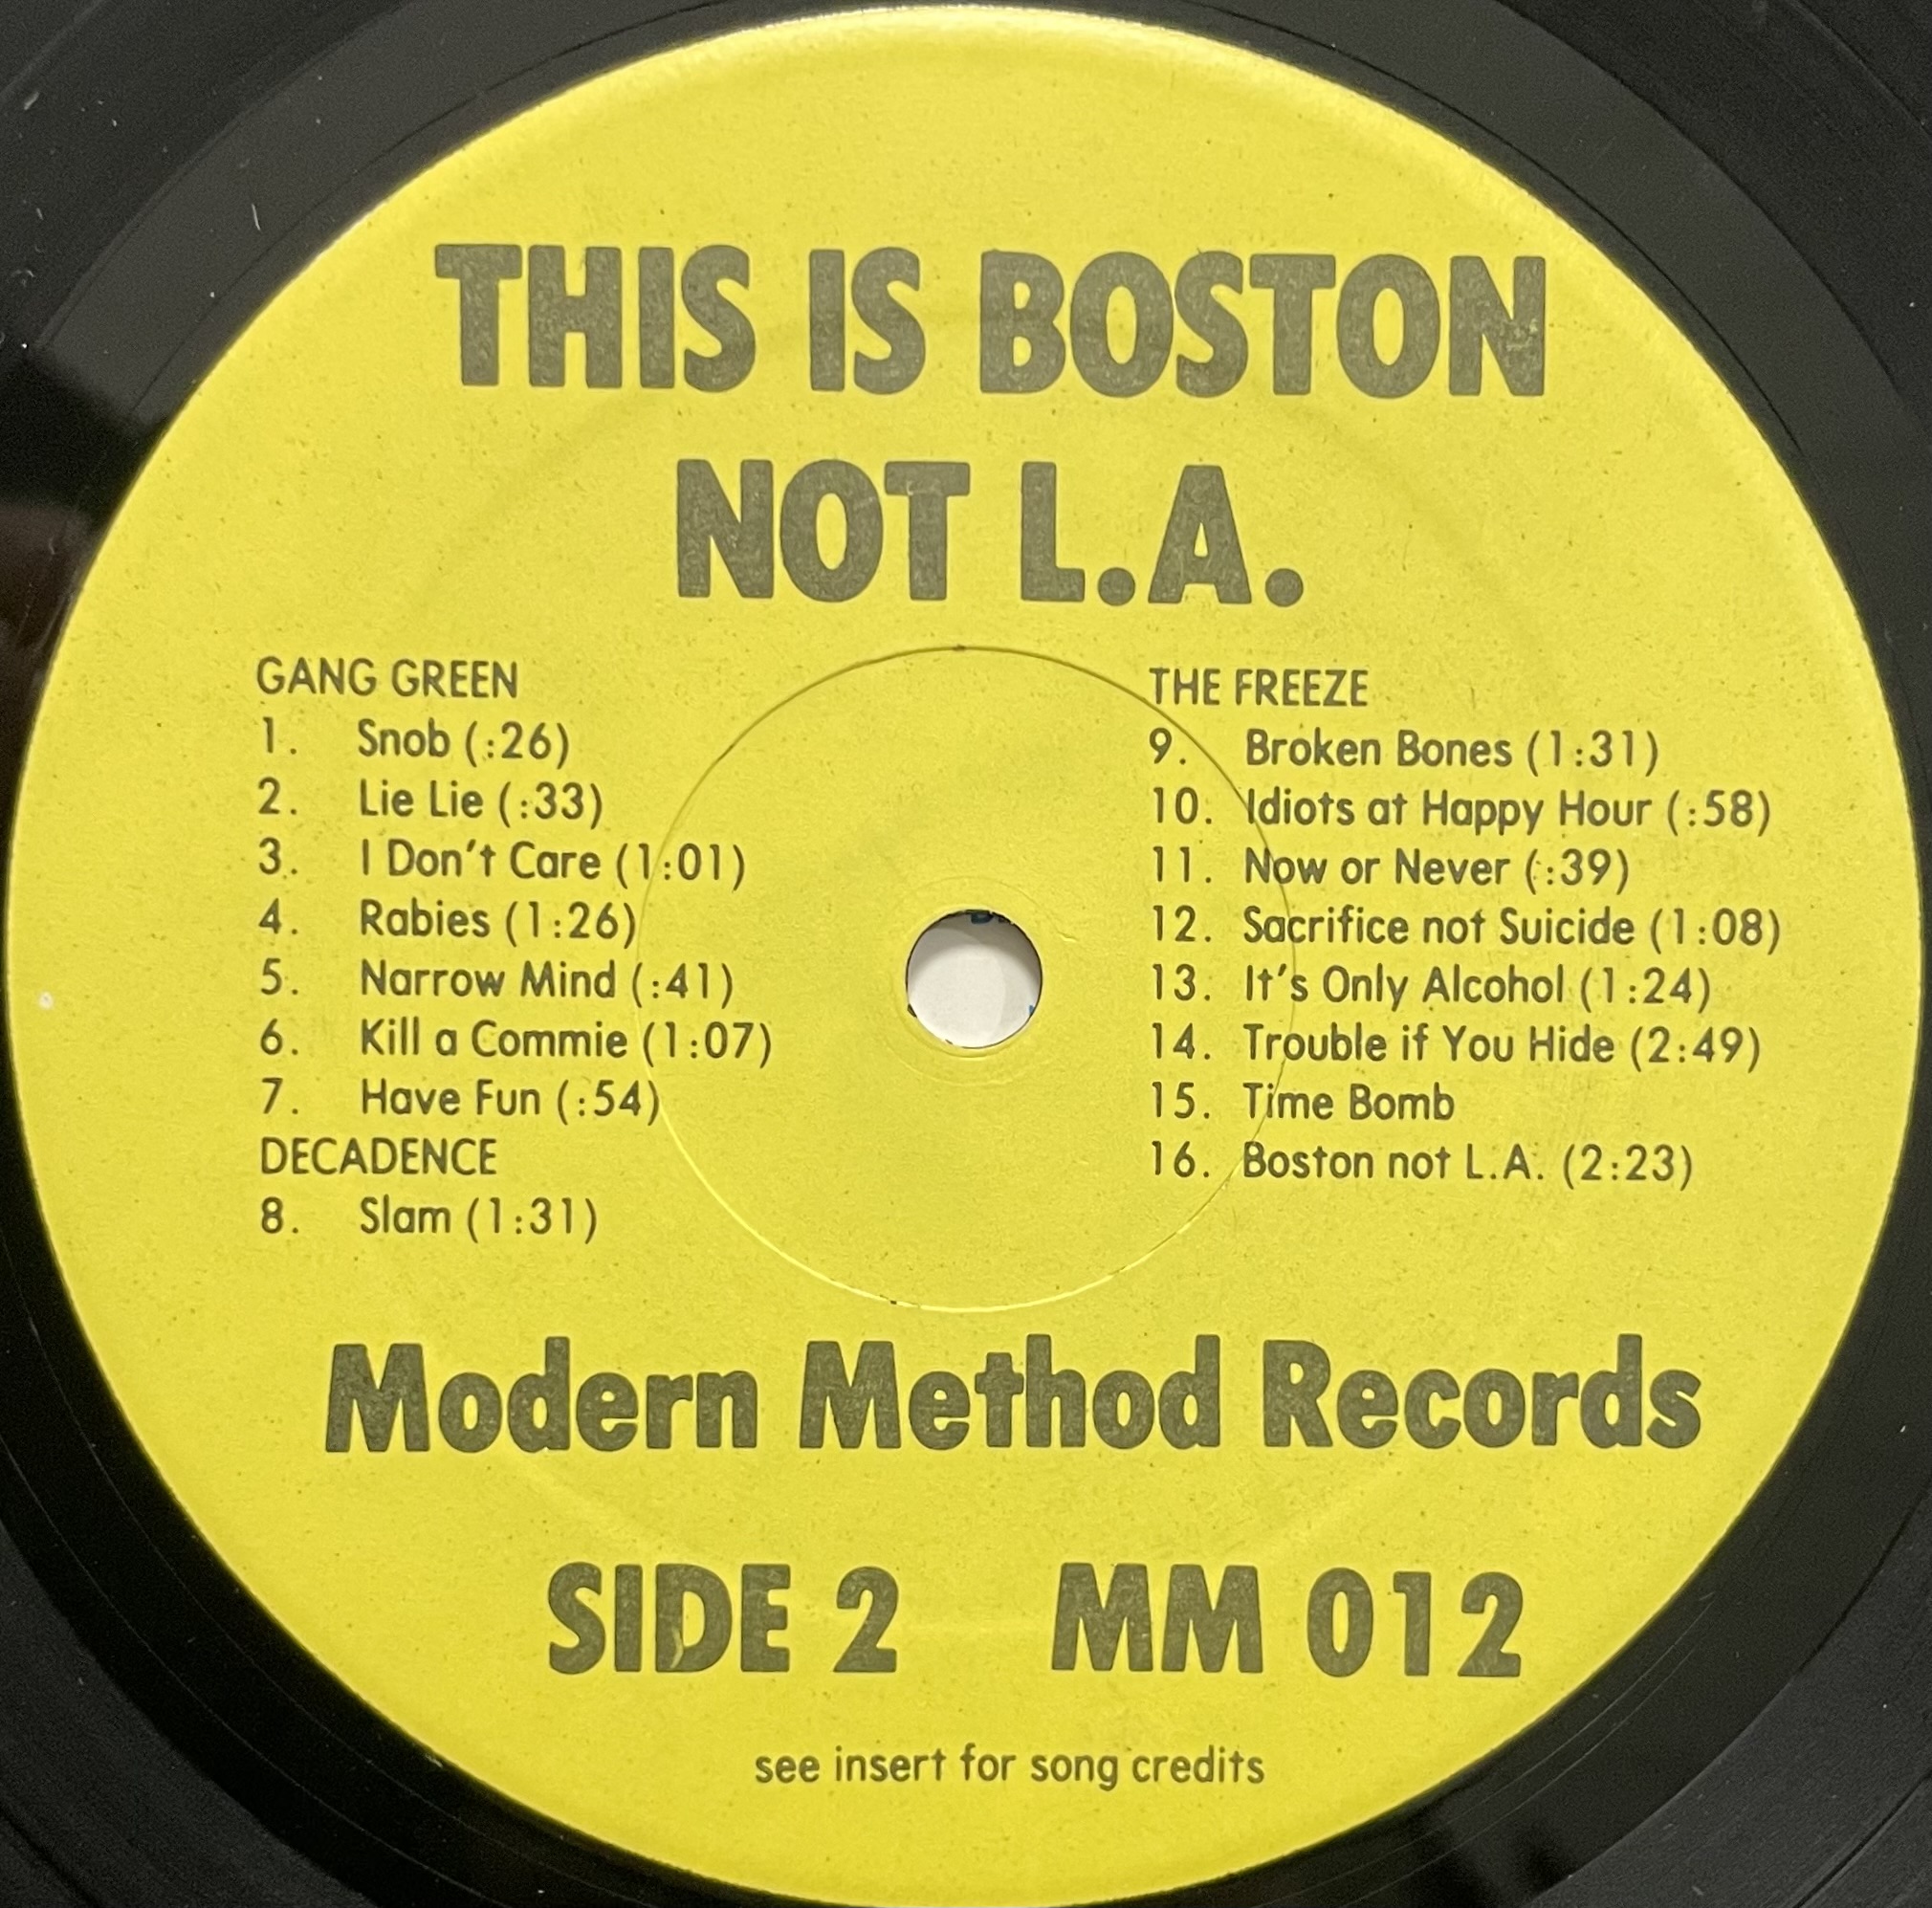 THIS IS BOSTON
NOT L.A.
GANG GREEN
1. Snob (:26)
2. Lie Lie (:33)
3. I Don't Care (1:01)
4. Rabies (1:26)
5. Narrow Mind (:41)
6. Kill a Commie (1:07)
7. Have Fun (:54)
DECADENCE
8. Slam (1:31)
THE FREEZE
9. Broken Bones (1:31)
10. Idiots at Happy Hour (:58)
11. Now or Never (:39)
12. Sacrifice not Suicide (1:08)
13. It's Only Alcohol (1:24)
14. Trouble if You Hide (2:49)
15. Time Bomb
16. Boston not L.A. (2:23)
Modern Method Records
SIDE 2 MM 012
see insert for song credits